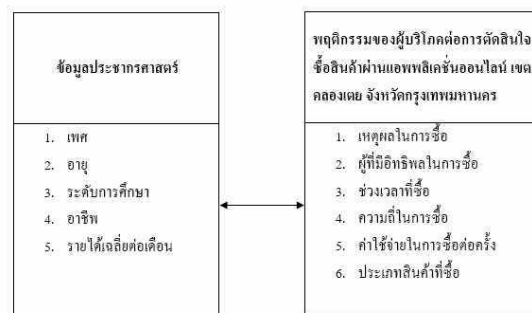 ข้อมูลประชากรศาสตร์
1. เพศ
2. อายุ
3. ระดับการศึกษา
4. อาชีพ
5. รายได้เฉลี่ยต่อเดือน
พฤติกรรมของผู้บริโภคต่อการตัดสินใจ
ซื้อสินค้าผ่านแอพพลิเคชั่นออนไลน์ เขต
คลองเตย จังหวัดกรุงเทพมหานคร
1. เหตุผลในการซื้อ
2. ผู้ที่มีอิทธิพลในการซื้อ
3. ช่วงเวลาที่ซื้อ
4. ความถี่ในการซื้อ
5. ค่าใช้จ่ายในการซื้อต่อครั้ง
6. ประเภทสินค้าที่ซื้อ